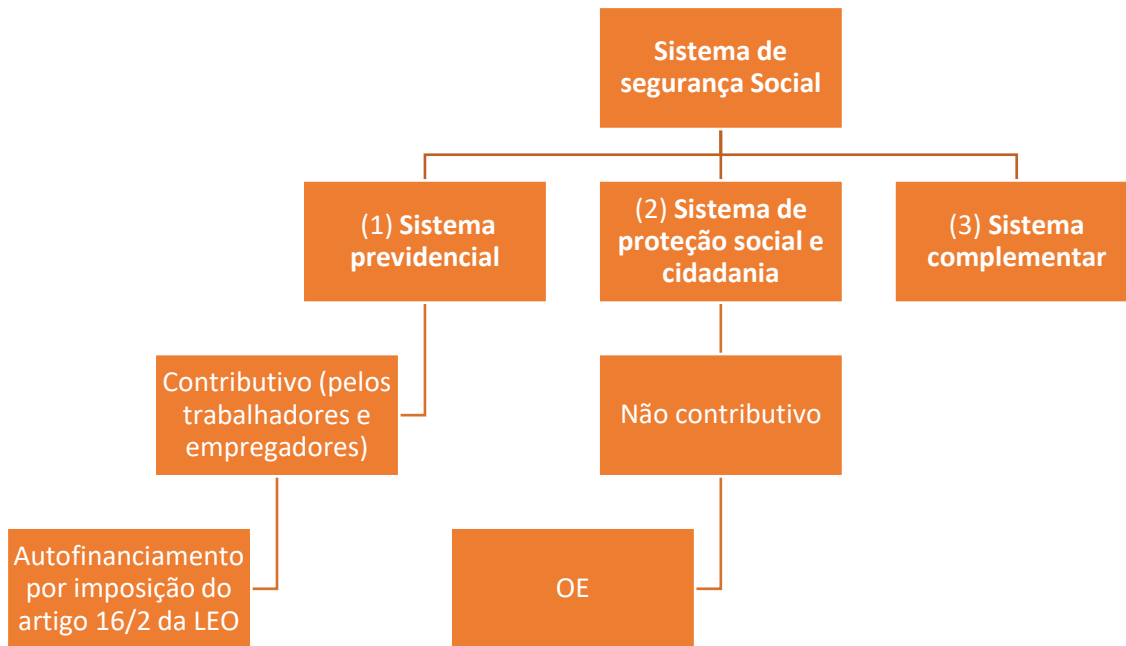 Sistema de
segurança Social
(1) Sistema
previdencial
(2) Sistema de
proteção social e
cidadania
(3) Sistema
complementar
Contributivo (pelos
trabalhadores e
empregadores)
Não contributivo
Autofinanciamento
por imposição do
artigo 16/2 da LEO
OE